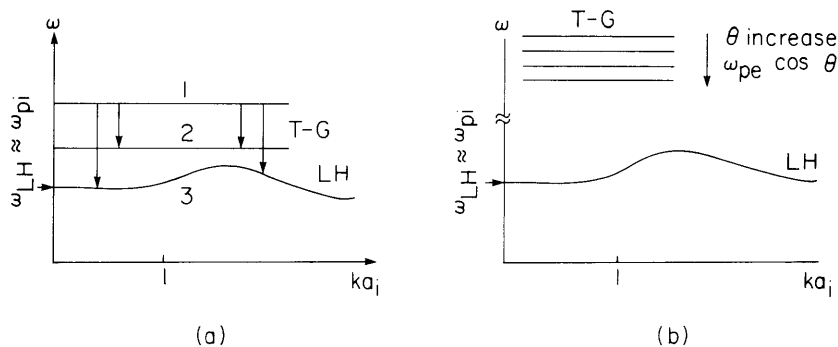 ω
1
2
T-G
3
LH
ω_LH ≈ ω_pi
1
ka_i
(a)
T-G
ω
θ increase
ω_pe cos θ
LH
ω_LH ≈ ω_pi
1
ka_i
(b)